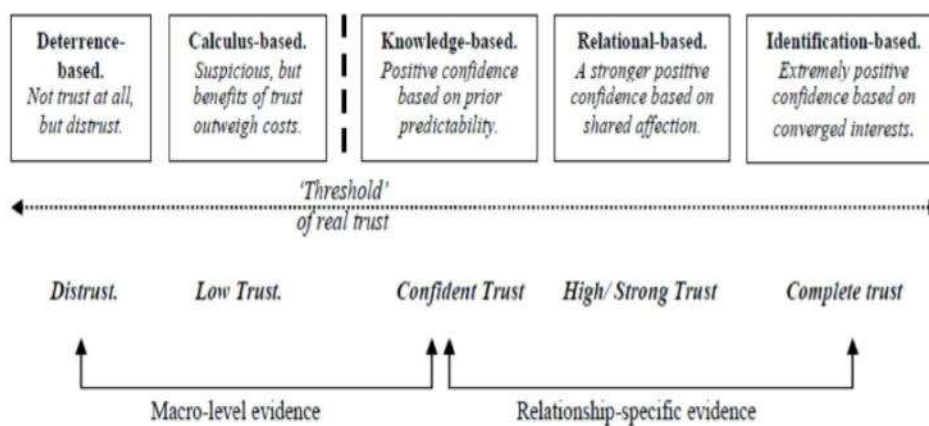 Deterrence-
based.
Not trust at all,
but distrust.
Calculus-based.
Suspicious, but
benefits of trust
outweigh costs.
Knowledge-based.
Positive confidence
based on prior
predictability.
Relational-based.
A stronger positive
confidence based on
shared affection.
Identification-based.
Extremely positive
confidence based on
converged interests.
'Threshold'
of real trust
Distrust.
Low Trust.
Confident Trust
High/ Strong Trust
Complete trust
Macro-level evidence
Relationship-specific evidence